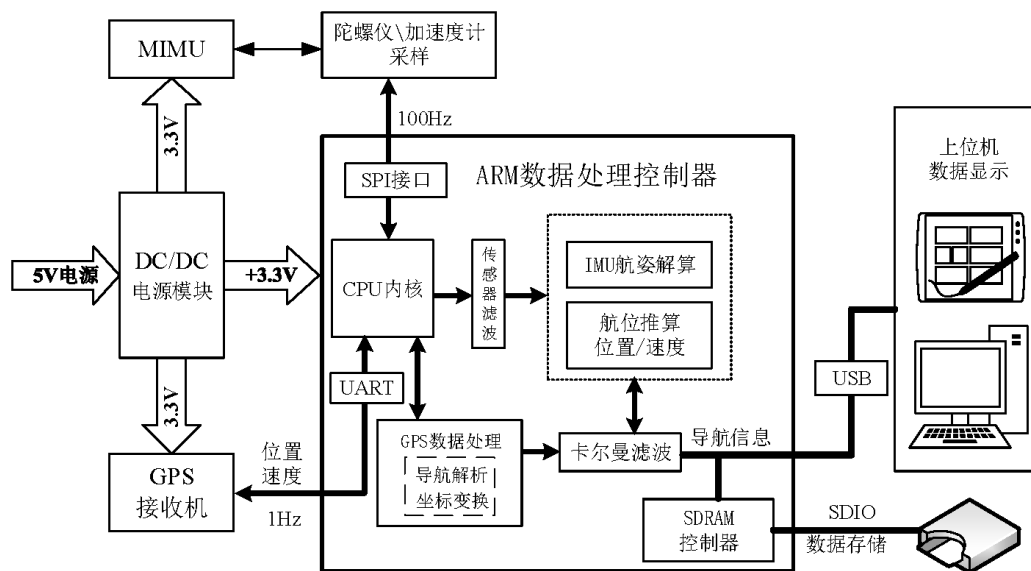 MIMU
陀螺仪\加速度计
采样
3.3V
100Hz
SPI接口
ARM数据处理控制器
上位机
数据显示
5V电源
DC/DC
电源模块
+3.3V
CPU内核
传感器滤波
IMU航姿解算
航位推算
位置/速度
UART
USB
3.3V
GPS
接收机
位置
速度
1Hz
GPS数据处理
导航解析
坐标变换
卡尔曼滤波
导航信息
SDRAM
控制器
SDIO
数据存储